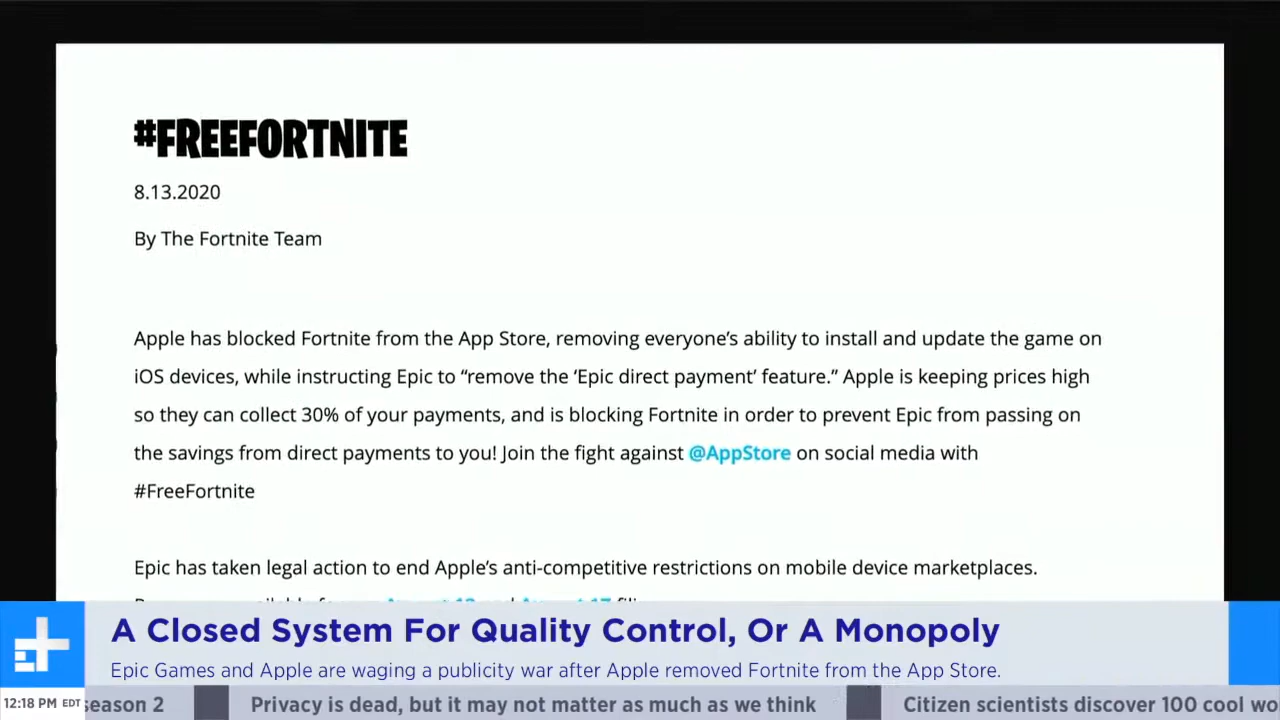 #FREEFORTNITE
8.13.2020
By The Fortnite Team
Apple has blocked Fortnite from the App Store, removing everyone’s ability to install and update the game on
iOS devices, while instructing Epic to “remove the ‘Epic direct payment’ feature.” Apple is keeping prices high
so they can collect 30% of your payments, and is blocking Fortnite in order to prevent Epic from passing on
the savings from direct payments to you! Join the fight against @AppStore on social media with
#FreeFortnite
Epic has taken legal action to end Apple’s anti-competitive restrictions on mobile device marketplaces.
A Closed System For Quality Control, Or A Monopoly
Epic Games and Apple are waging a publicity war after Apple removed Fortnite from the App Store.
12:18 PM EDT season 2 Privacy is dead, but it may not matter as much as we think Citizen scientists discover 100 cool wo